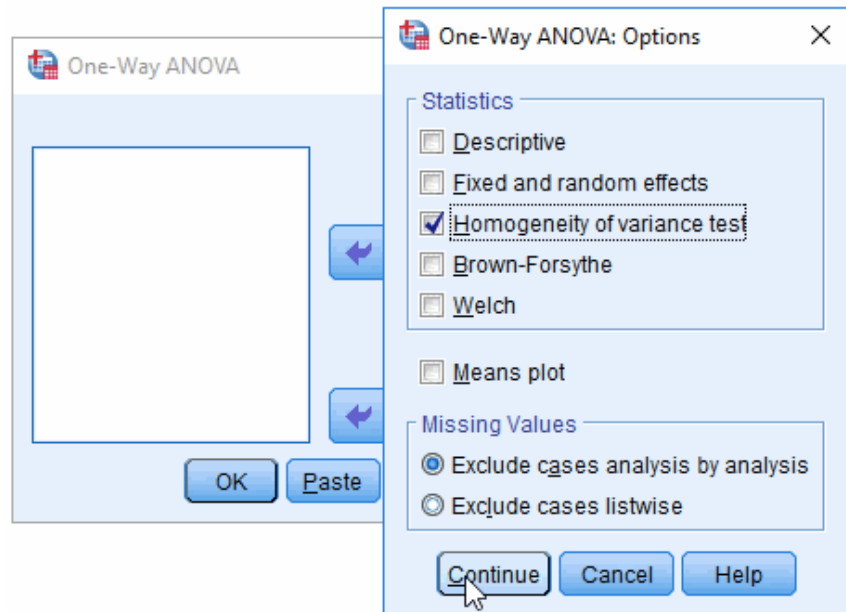 One-Way ANOVA
OK
Paste
One-Way ANOVA: Options
Statistics
Descriptive
Fixed and random effects
Homogeneity of variance test
Brown-Forsythe
Welch
Means plot
Missing Values
Exclude cases analysis by analysis
Exclude cases listwise
Continue
Cancel
Help